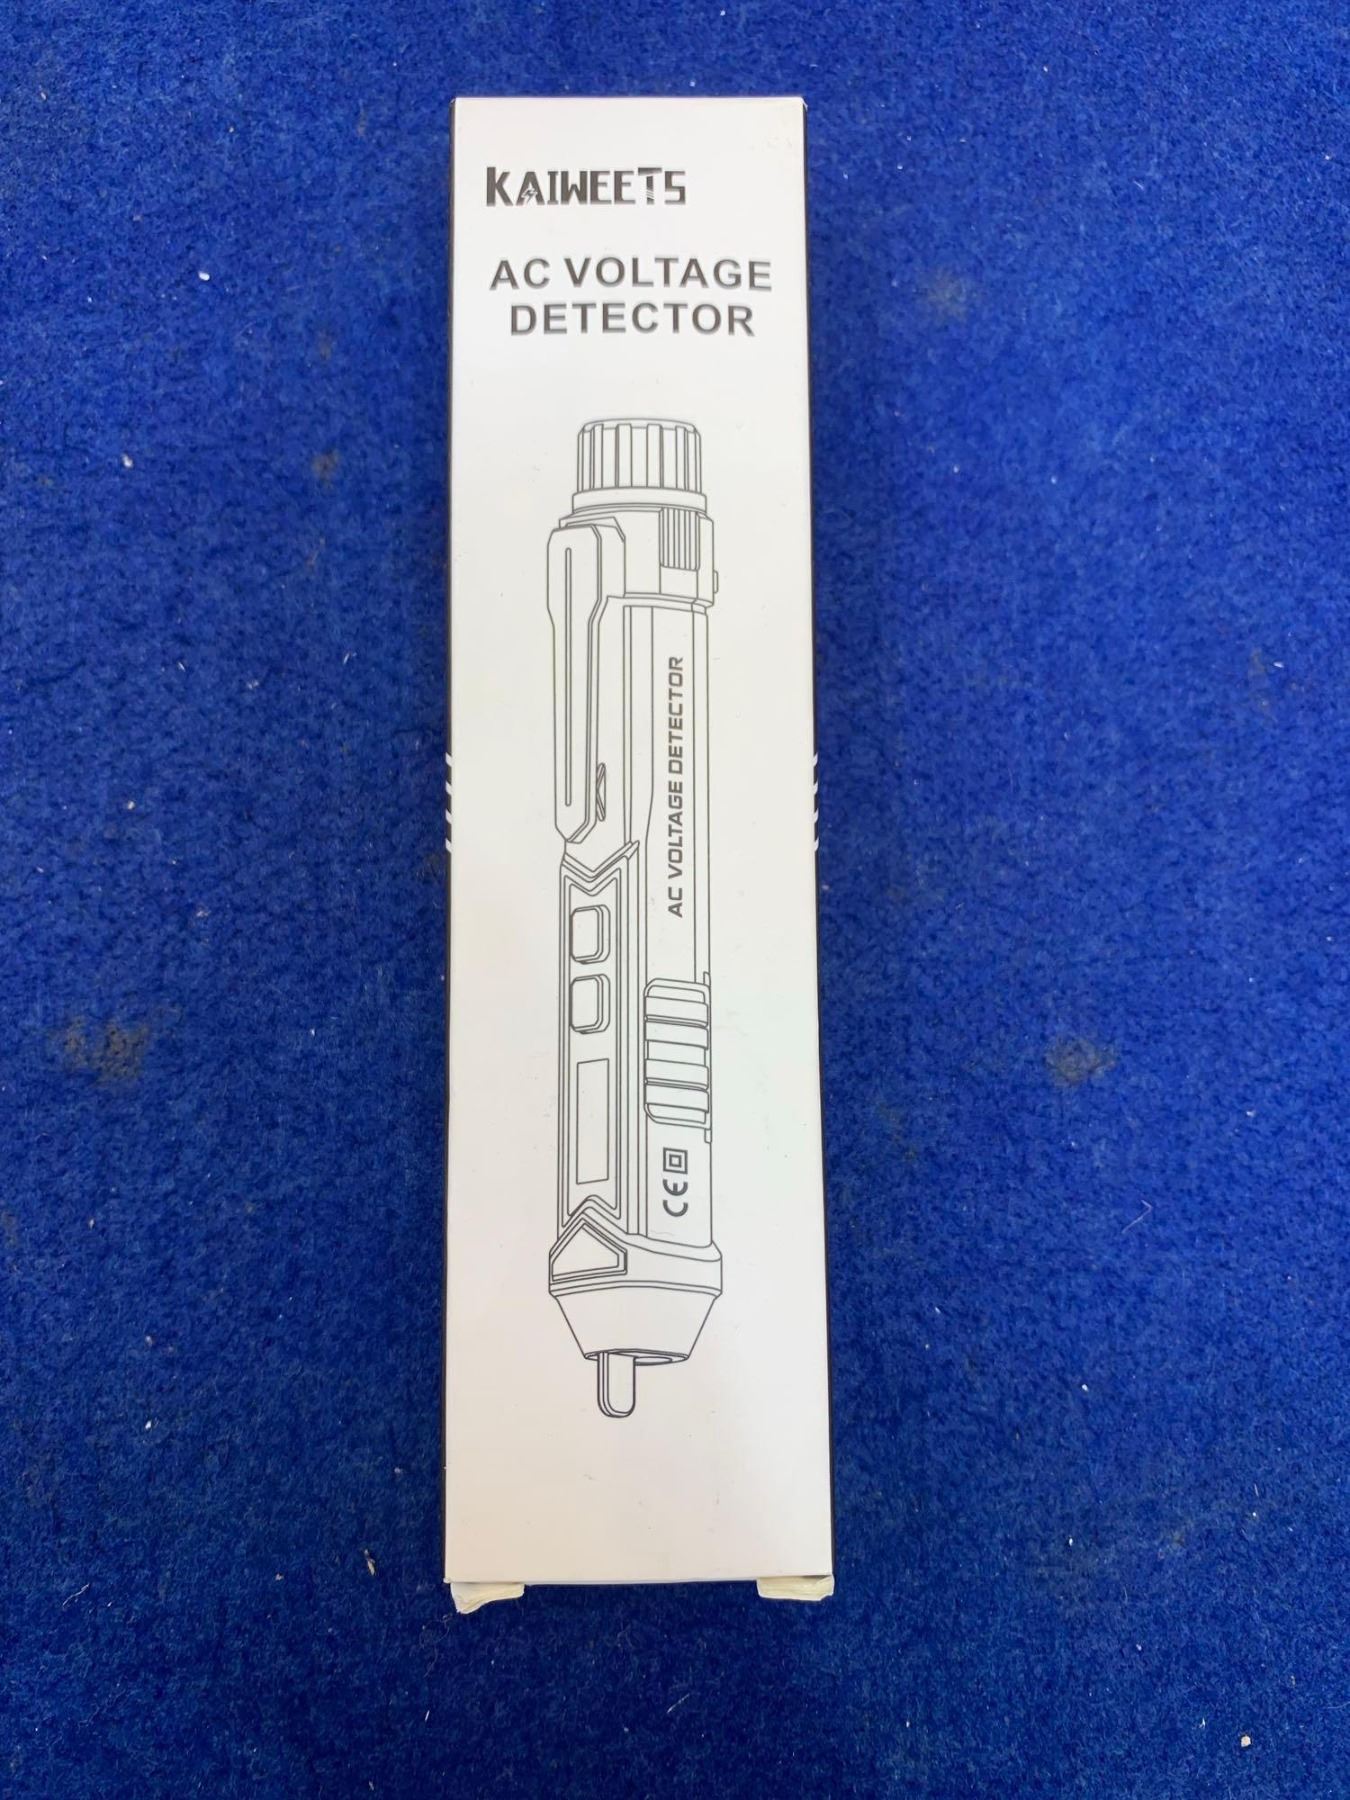 KAIWEETS
AC VOLTAGE
DETECTOR
AC VOLTAGE DETECTOR
CE